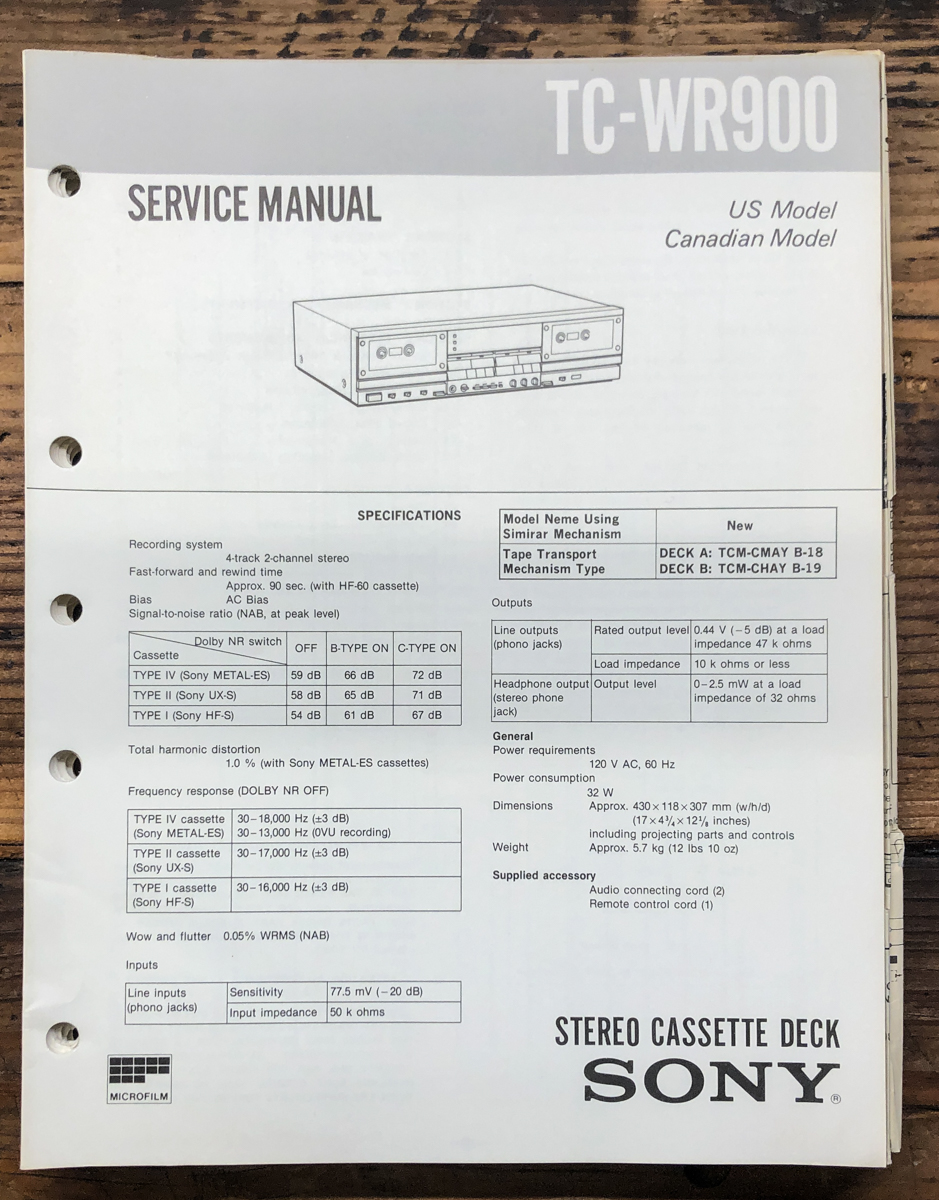 TC-WR900
SERVICE MANUAL
US Model
Canadian Model
SPECIFICATIONS
Recording system
4-track 2-channel stereo
Fast-forward and rewind time
Approx. 90 sec. (with HF-60 cassette)
Bias AC Bias
Signal-to-noise ratio (NAB, at peak level)
Dolby NR switch
Cassette
OFF B-TYPE ON C-TYPE ON
TYPE IV (Sony METAL-ES) 59 dB 66 dB 72 dB
TYPE II (Sony UX-S) 58 dB 65 dB 71 dB
TYPE I (Sony HF-S) 54 dB 61 dB 67 dB
Total harmonic distortion
1.0 % (with Sony METAL-ES cassettes)
Frequency response (DOLBY NR OFF)
TYPE IV cassette 30–18,000 Hz (±3 dB)
(Sony METAL-ES) 30–13,000 Hz (0VU recording)
TYPE II cassette 30–17,000 Hz (±3 dB)
(Sony UX-S)
TYPE I cassette 30–16,000 Hz (±3 dB)
(Sony HF-S)
Wow and flutter 0.05% WRMS (NAB)
Inputs
Line inputs Sensitivity 77.5 mV (−20 dB)
(phono jacks) Input impedance 50 k ohms
MICROFILM
Model Neme Using
Simirar Mechanism
New
Tape Transport DECK A: TCM-CMAY B-18
Mechanism Type DECK B: TCM-CHAY B-19
Outputs
Line outputs Rated output level 0.44 V (−5 dB) at a load
(phono jacks) impedance 47 k ohms
Load impedance 10 k ohms or less
Headphone output Output level 0–2.5 mW at a load
(stereo phone impedance of 32 ohms
jack)
General
Power requirements
120 V AC, 60 Hz
Power consumption
32 W
Dimensions Approx. 430×118×307 mm (w/h/d)
(17×4¾×12⅛ inches)
including projecting parts and controls
Weight Approx. 5.7 kg (12 lbs 10 oz)
Supplied accessory
Audio connecting cord (2)
Remote control cord (1)
STEREO CASSETTE DECK
SONY®